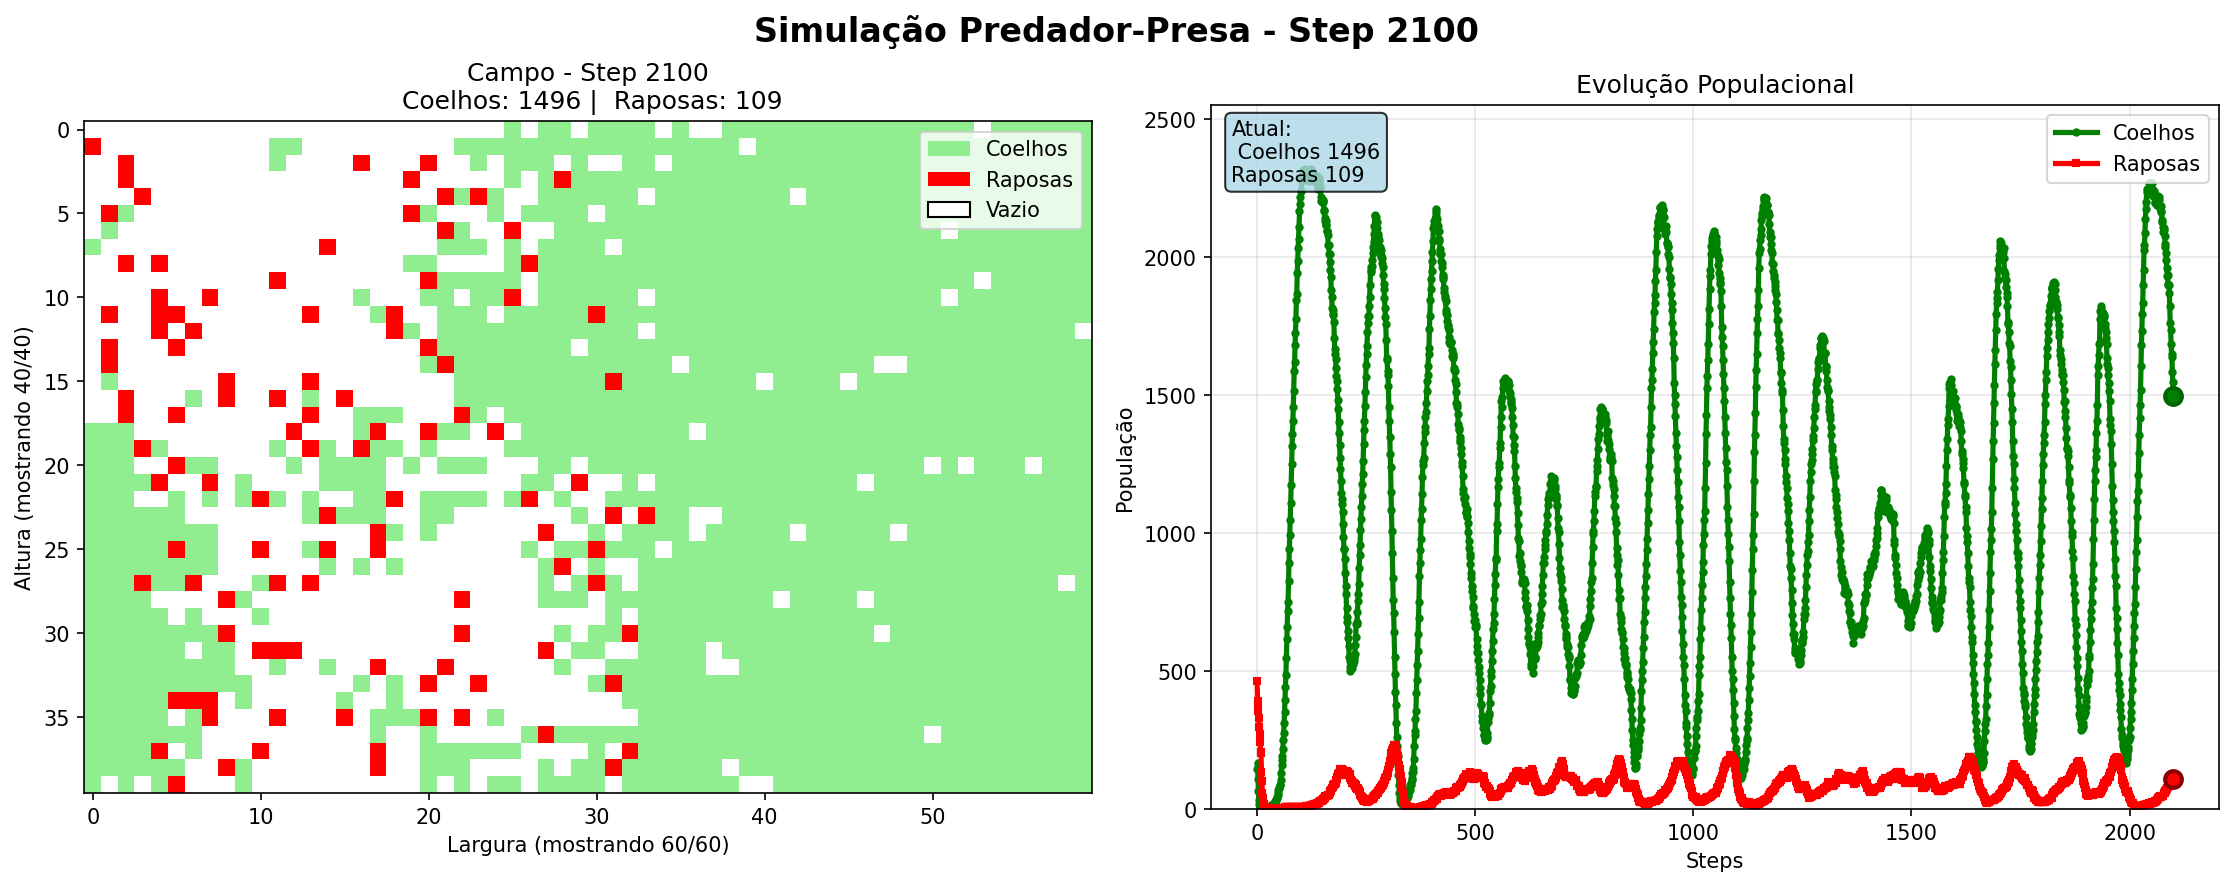 Simulação Predador-Presa - Step 2100
Campo - Step 2100
Coelhos: 1496 |  Raposas: 109
Coelhos
Raposas
Vazio
0
5
10
15
20
25
30
35
Altura (mostrando 40/40)
0
10
20
30
40
50
Largura (mostrando 60/60)
Evolução Populacional
Atual:
Coelhos 1496
Raposas 109
Coelhos
Raposas
2500
2000
1500
1000
500
0
População
0
500
1000
1500
2000
Steps